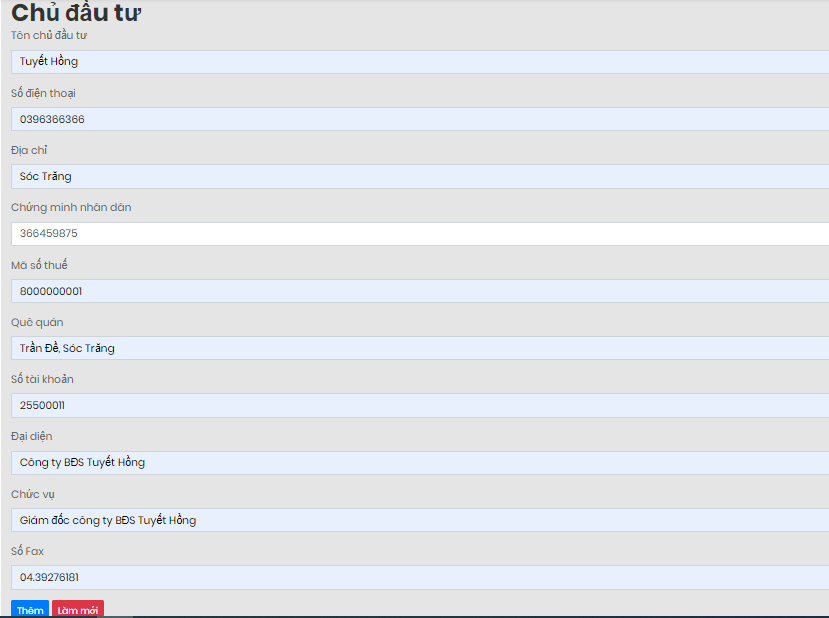 Chủ đầu tư
Tên chủ đầu tư
Tuyết Hồng
Số điện thoại
0396366366
Địa chỉ
Sóc Trăng
Chứng minh nhân dân
366459875
Mã số thuế
8000000001
Quê quán
Trần Đề, Sóc Trăng
Số tài khoản
25500011
Đại diện
Công ty BĐS Tuyết Hồng
Chức vụ
Giám đốc công ty BĐS Tuyết Hồng
Số Fax
04.39276181
Thêm Làm mới